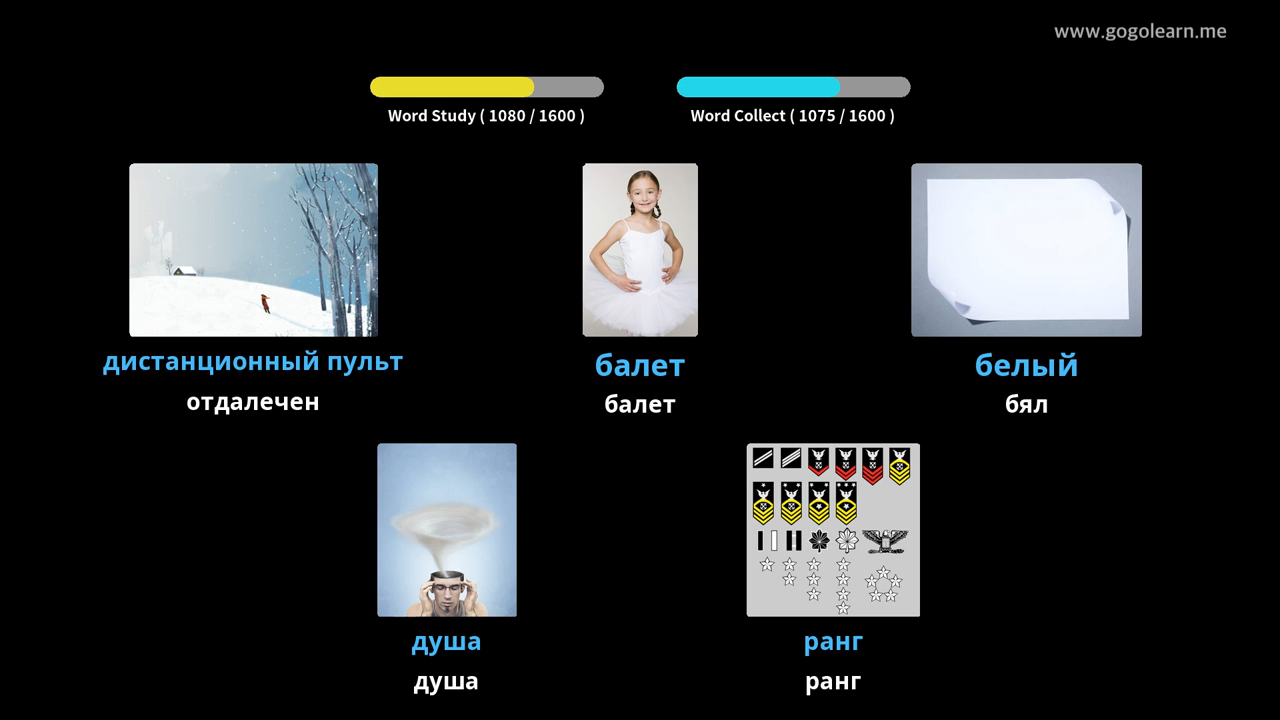 www.gogolearn.me
Word Study ( 1080 / 1600 )
Word Collect ( 1075 / 1600 )
дистанционный пульт
отдалечен
балет
балет
белый
бял
душа
душа
ранг
ранг